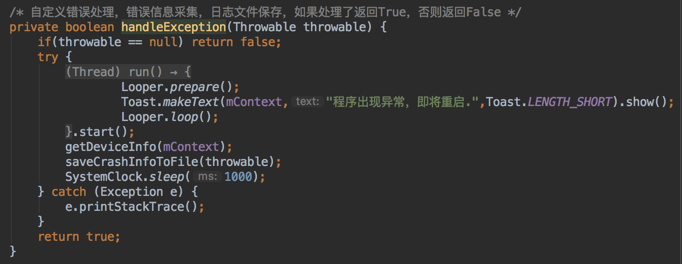 /* 自定义错误处理，错误信息采集，日志文件保存，如果处理了返回True，否则返回False */
private boolean handleException(Throwable throwable) {
    if(throwable == null) return false;
    try {
        (Thread) run() → {
                Looper.prepare();
                Toast.makeText(mContext, text: "程序出现异常，即将重启.",Toast.LENGTH_SHORT).show();
                Looper.loop();
        }.start();
        getDeviceInfo(mContext);
        saveCrashInfoToFile(throwable);
        SystemClock.sleep( ms: 1000);
    } catch (Exception e) {
        e.printStackTrace();
    }
    return true;
}